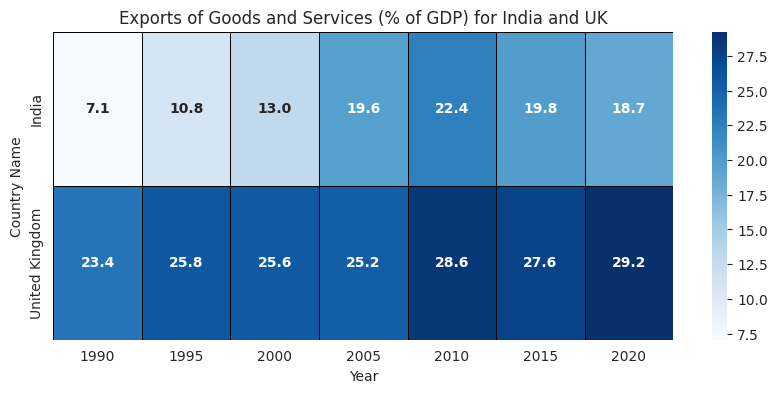 Exports of Goods and Services (% of GDP) for India and UK
Country Name
India
7.1 10.8 13.0 19.6 22.4 19.8 18.7
United Kingdom
23.4 25.8 25.6 25.2 28.6 27.6 29.2
1990 1995 2000 2005 2010 2015 2020
Year
27.5
25.0
22.5
20.0
17.5
15.0
12.5
10.0
7.5